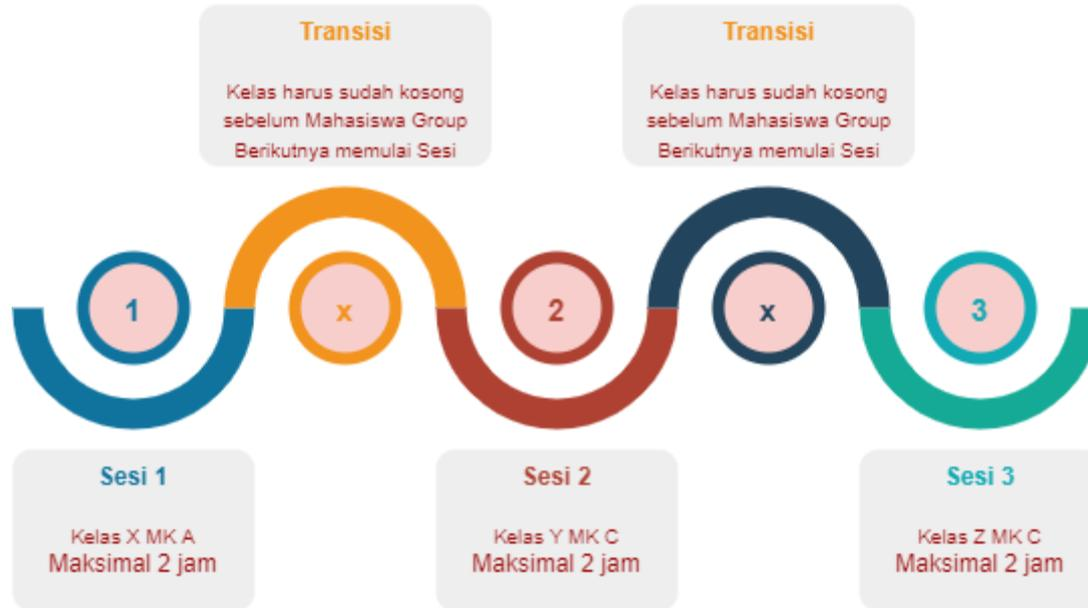 Transisi
Kelas harus sudah kosong
sebelum Mahasiswa Group
Berikutnya memulai Sesi
Transisi
Kelas harus sudah kosong
sebelum Mahasiswa Group
Berikutnya memulai Sesi
1
x
2
x
3
Sesi 1
Kelas X MK A
Maksimal 2 jam
Sesi 2
Kelas Y MK C
Maksimal 2 jam
Sesi 3
Kelas Z MK C
Maksimal 2 jam